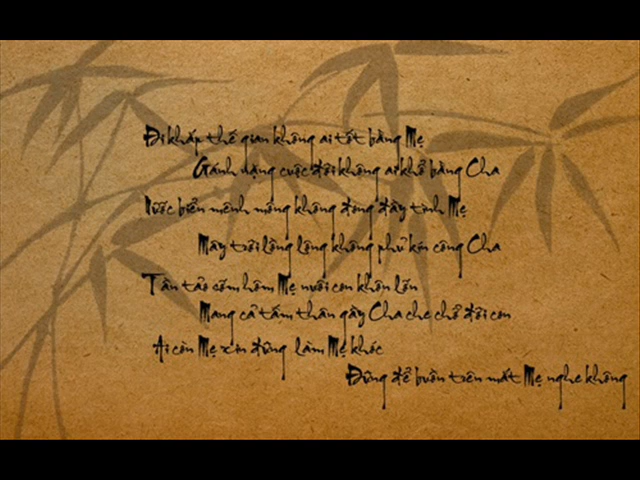 Đi khắp thế gian không ai tốt bằng Mẹ
Gánh nặng cuộc đời không ai khổ bằng Cha
Nước biển mênh mông không đong đầy tình Mẹ
Mây trời lồng lộng không phủ kín công Cha
Tần tảo sớm hôm Mẹ nuôi con khôn lớn
Mang cả tấm thân gầy Cha che chở đời con
Ai còn Mẹ xin đừng làm Mẹ khóc
Đừng để buồn trên mắt Mẹ nghe không